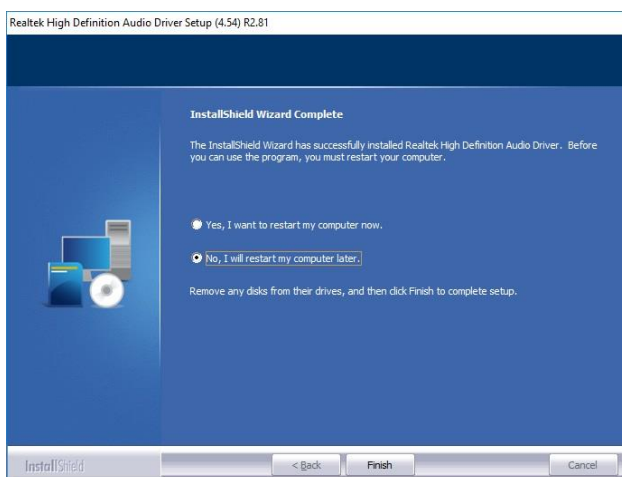 Realtek High Definition Audio Driver Setup (4.54) R2.81
InstallShield Wizard Complete
The InstallShield Wizard has successfully installed Realtek High Definition Audio Driver. Before
you can use the program, you must restart your computer.
Yes, I want to restart my computer now.
No, I will restart my computer later.
Remove any disks from their drives, and then click Finish to complete setup.
InstallShield
< Back
Finish
Cancel